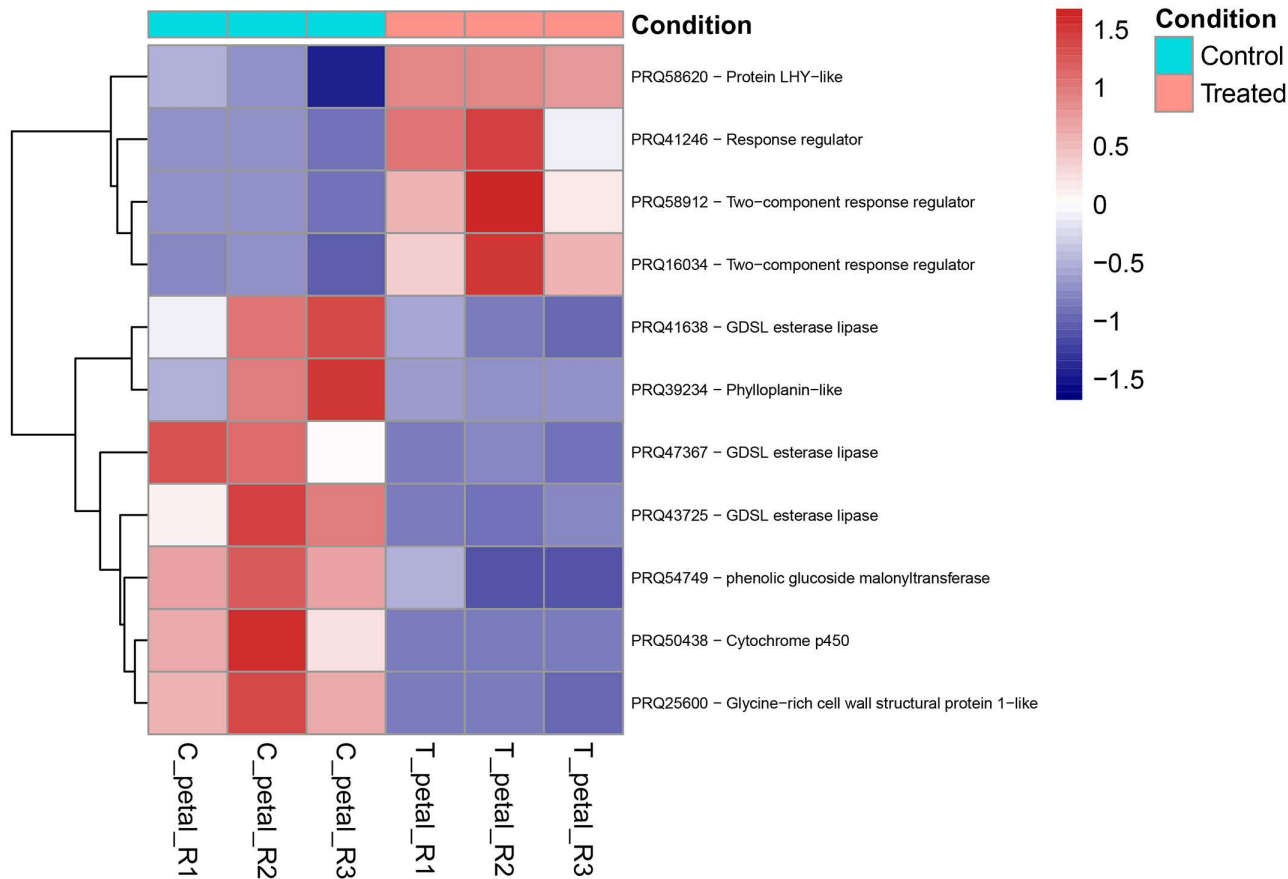 Condition
PRQ58620 − Protein LHY−like
PRQ41246 − Response regulator
PRQ58912 − Two−component response regulator
PRQ16034 − Two−component response regulator
PRQ41638 − GDSL esterase lipase
PRQ39234 − Phylloplanin−like
PRQ47367 − GDSL esterase lipase
PRQ43725 − GDSL esterase lipase
PRQ54749 − phenolic glucoside malonyltransferase
PRQ50438 − Cytochrome p450
PRQ25600 − Glycine−rich cell wall structural protein 1−like
C_petal_R1
C_petal_R2
C_petal_R3
T_petal_R1
T_petal_R2
T_petal_R3
1.5
1
0.5
0
−0.5
−1
−1.5
Condition
Control
Treated